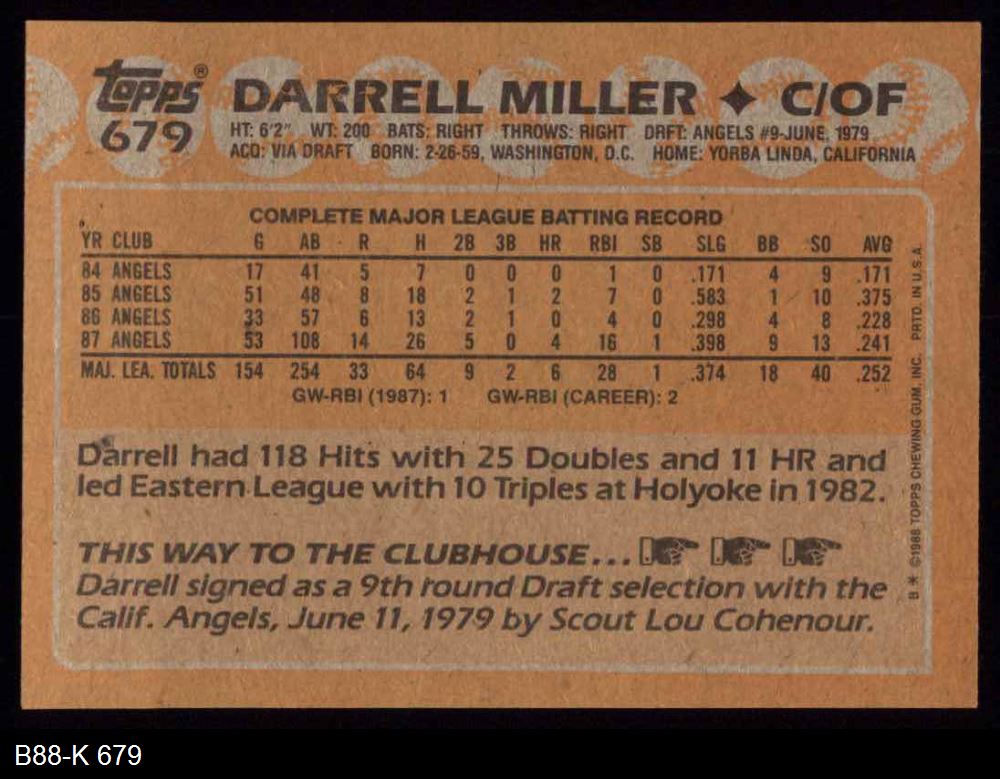 Topps®
679
DARRELL MILLER ✦ C/OF
HT: 6'2" WT: 200 BATS: RIGHT THROWS: RIGHT DRFT: ANGELS #9-JUNE, 1979
ACQ: VIA DRAFT BORN: 2-26-59, WASHINGTON, D.C. HOME: YORBA LINDA, CALIFORNIA
COMPLETE MAJOR LEAGUE BATTING RECORD
YR CLUB G AB R H 2B 3B HR RBI SB SLG BB SO AVG
84 ANGELS 17 41 5 7 0 0 0 1 0 .171 4 9 .171
85 ANGELS 51 48 8 18 2 1 2 7 0 .583 1 10 .375
86 ANGELS 33 57 6 13 2 1 0 4 0 .298 4 8 .228
87 ANGELS 53 108 14 26 5 0 4 16 1 .398 9 13 .241
MAJ. LEA. TOTALS 154 254 33 64 9 2 6 28 1 .374 18 40 .252
GW-RBI (1987): 1 GW-RBI (CAREER): 2
Darrell had 118 Hits with 25 Doubles and 11 HR and
led Eastern League with 10 Triples at Holyoke in 1982.
THIS WAY TO THE CLUBHOUSE...
Darrell signed as a 9th round Draft selection with the
Calif. Angels, June 11, 1979 by Scout Lou Cohenour.
B * ©1988 TOPPS CHEWING GUM, INC. PRTD. IN U.S.A.
B88-K 679